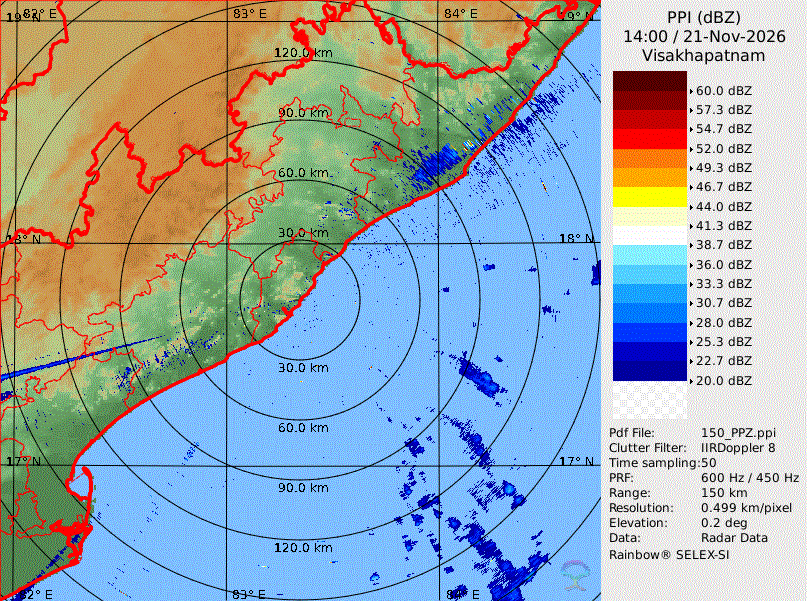 82° E
83° E
84° E
19° N
19° N
120.0 km
90.0 km
60.0 km
30.0 km
18° N
18° N
30.0 km
60.0 km
17° N
17° N
90.0 km
120.0 km
82° E
83° E
84° E
PPI (dBZ)
14:00 / 21-Nov-2026
Visakhapatnam
60.0 dBZ
57.3 dBZ
54.7 dBZ
52.0 dBZ
49.3 dBZ
46.7 dBZ
44.0 dBZ
41.3 dBZ
38.7 dBZ
36.0 dBZ
33.3 dBZ
30.7 dBZ
28.0 dBZ
25.3 dBZ
22.7 dBZ
20.0 dBZ
Pdf File: 150_PPZ.ppi
Clutter Filter: IIRDoppler 8
Time sampling:50
PRF: 600 Hz / 450 Hz
Range: 150 km
Resolution: 0.499 km/pixel
Elevation: 0.2 deg
Data: Radar Data
Rainbow® SELEX-SI